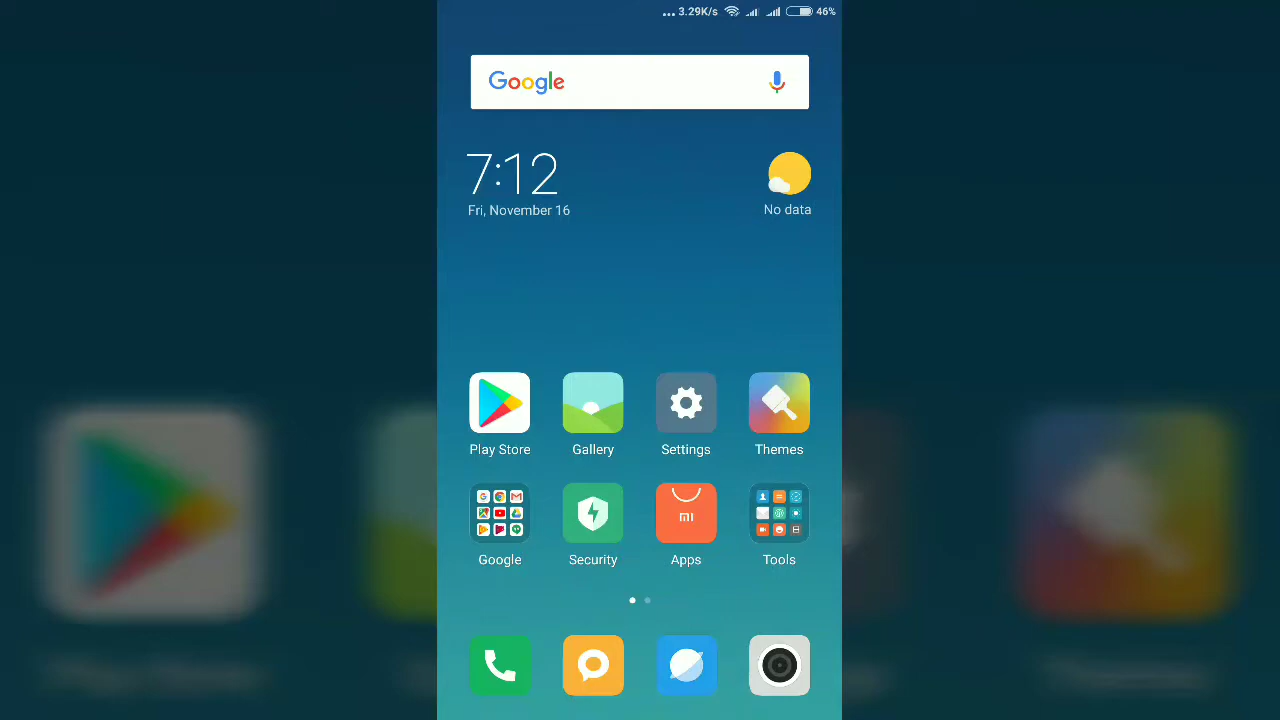 ... 3.29K/s 46%
Google
7:12
Fri, November 16
No data
Play Store Gallery Settings Themes
mi
Google Security Apps Tools